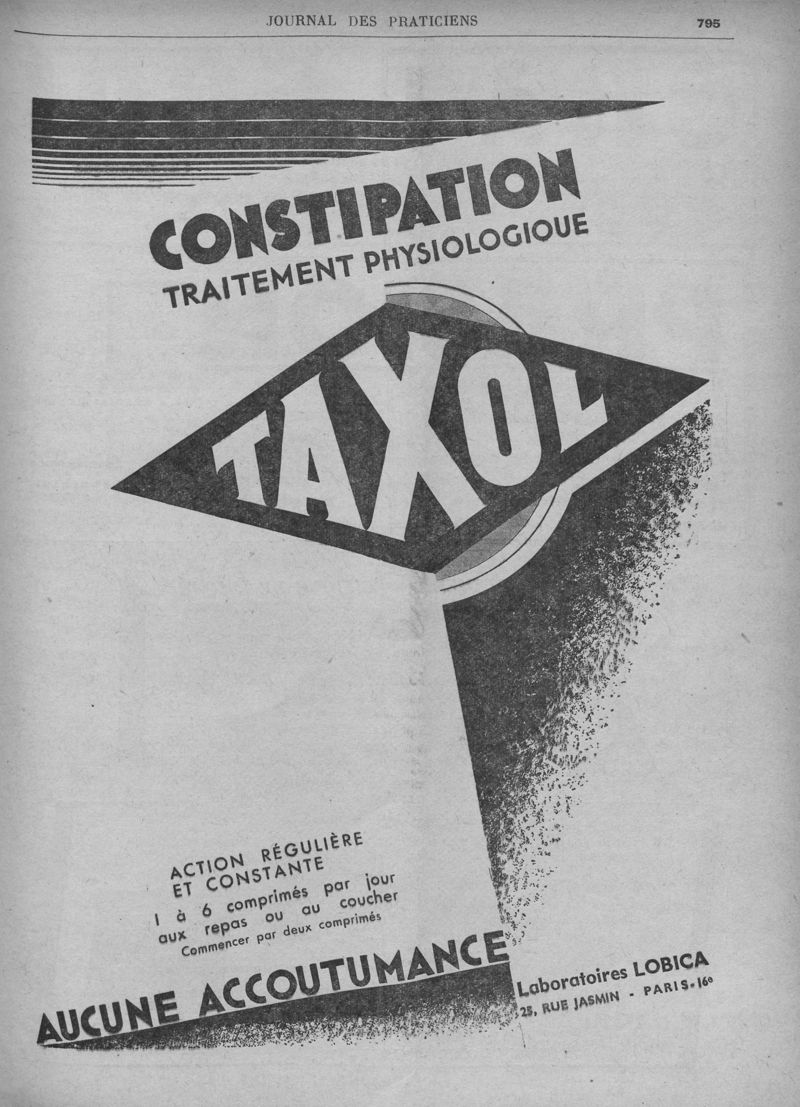 JOURNAL DES PRATICIENS
795
CONSTIPATION
TRAITEMENT PHYSIOLOGIQUE
TAXOL
ACTION RÉGULIÈRE
ET CONSTANTE
1 à 6 comprimés par jour
aux repas ou au coucher
Commencer par deux comprimés
AUCUNE ACCOUTUMANCE
Laboratoires LOBICA
25, RUE JASMIN - PARIS-16e